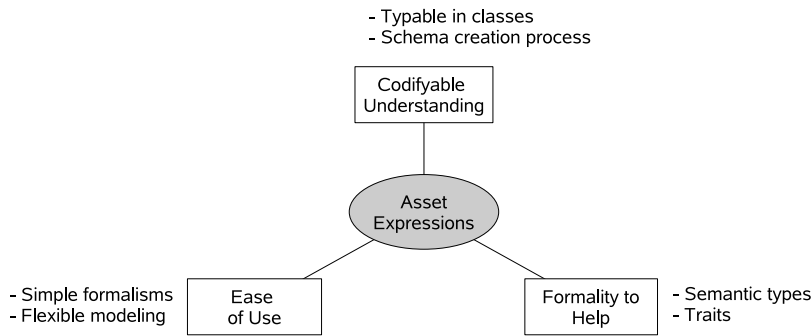 - Typable in classes
- Schema creation process
Codifyable
Understanding
Asset
Expressions
- Simple formalisms
- Flexible modeling
Ease
of Use
Formality to
Help
- Semantic types
- Traits